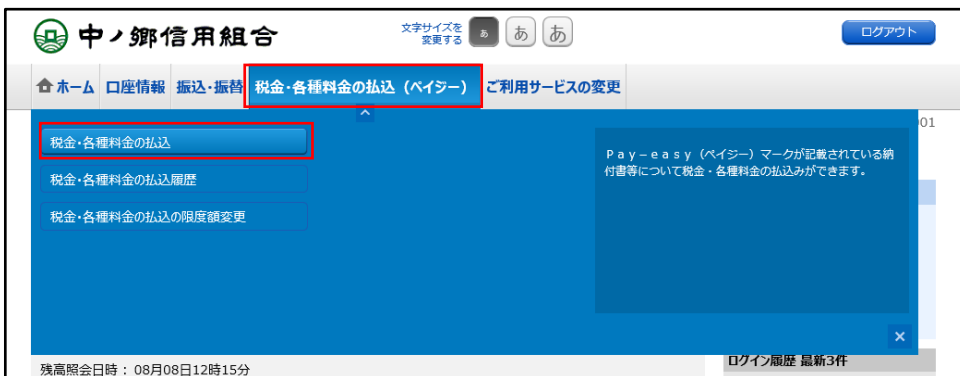 中ノ郷信用組合
文字サイズを
変更する
あ あ あ
ログアウト
ホーム 口座情報 振込・振替 税金・各種料金の払込（ペイジー） ご利用サービスの変更
01
税金・各種料金の払込
Ｐａｙ－ｅａｓｙ（ペイジー）マークが記載されている納
付書等について税金・各種料金の払込みができます。
税金・各種料金の払込履歴
税金・各種料金の払込の限度額変更
残高照会日時： 08月08日12時15分
ログイン履歴 最新3件